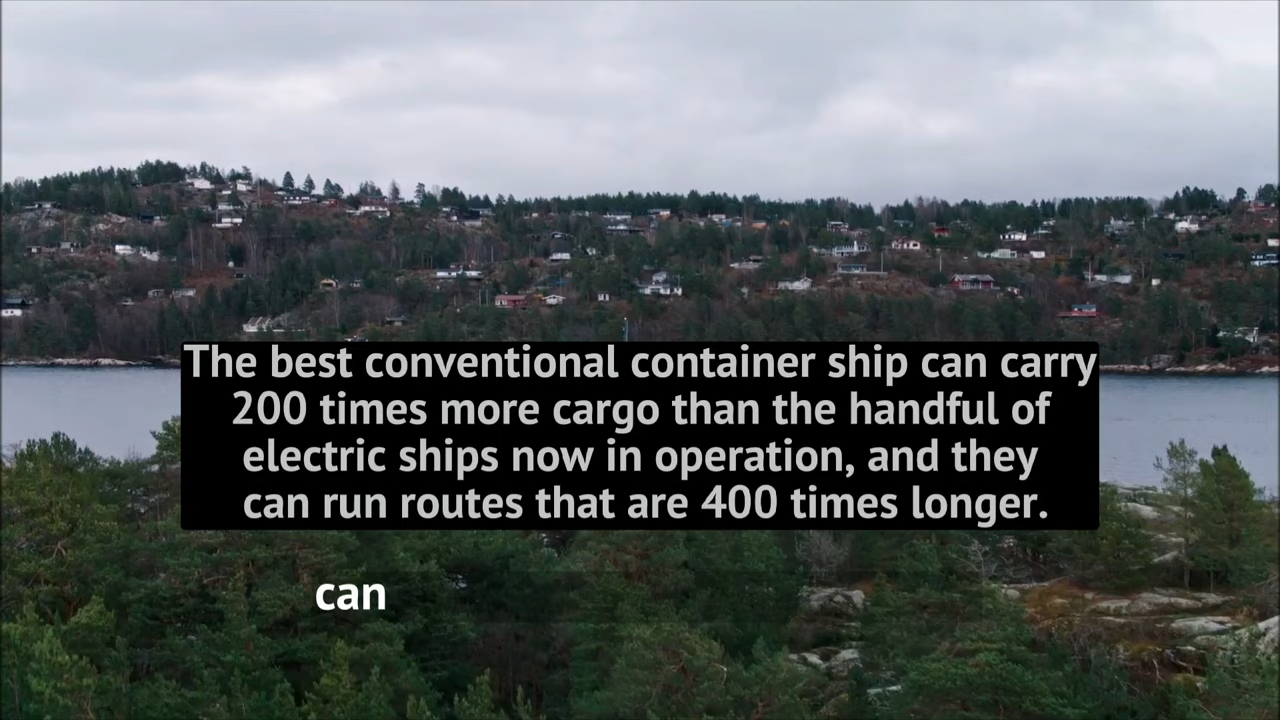 The best conventional container ship can carry
200 times more cargo than the handful of
electric ships now in operation, and they
can run routes that are 400 times longer.
can